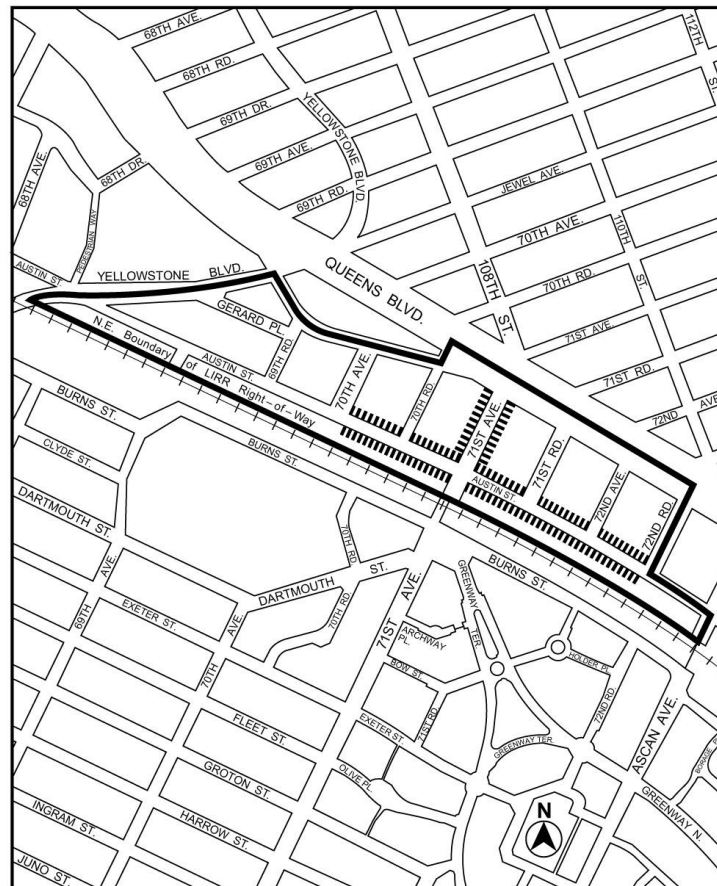 68TH AVE.
112TH
ST.
68TH RD.
69TH DR.
YELLOWSTONE BLVD.
69TH AVE.
69TH RD.
JEWEL AVE.
68TH AVE.
68TH DR.
PEDESTRIAN WAY
AUSTIN ST.
YELLOWSTONE BLVD.
QUEENS BLVD.
70TH AVE.
110TH
ST.
108TH
ST.
70TH RD.
71ST AVE.
71ST RD.
72ND AVE
GERARD PL.
N.E. Boundary
of LIRR Right-of-Way
AUSTIN ST.
69TH RD.
70TH AVE.
70TH RD.
71ST AVE.
AUSTIN ST.
71ST RD.
72ND AVE.
72ND RD.
BURNS ST.
CLYDE ST.
DARTMOUTH ST.
BURNS ST.
70TH RD.
69TH
AVE.
EXETER ST.
DARTMOUTH
ST.
70TH
AVE.
70TH RD.
71ST AVE.
GREENWAY
TER.
BURNS ST.
ARCHWAY
PL.
BOW ST.
71ST RD.
HOLDER PL.
72ND RD.
ASCAN AVE.
FLEET ST.
EXETER ST.
GREENWAY TER.
GROTON ST.
OLIVE PL.
GREENWAY N.
INGRAM ST.
HARROW ST.
JUNO ST.
N